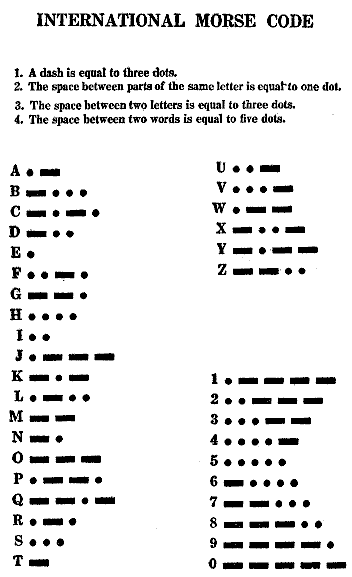 INTERNATIONAL MORSE CODE
1. A dash is equal to three dots.
2. The space between parts of the same letter is equal to one dot.
3. The space between two letters is equal to three dots.
4. The space between two words is equal to five dots.
A • —
B — • • •
C — • — •
D — • •
E •
F • • — •
G — — •
H • • • •
I • •
J • — — —
K — • —
L • — • •
M — —
N — •
O — — —
P • — — •
Q — — • —
R • — •
S • • •
T —
U • • —
V • • • —
W • — —
X — • • —
Y — • — —
Z — — • •
1 • — — — —
2 • • — — —
3 • • • — —
4 • • • • —
5 • • • • •
6 — • • • •
7 — — • • •
8 — — — • •
9 — — — — •
0 — — — — —